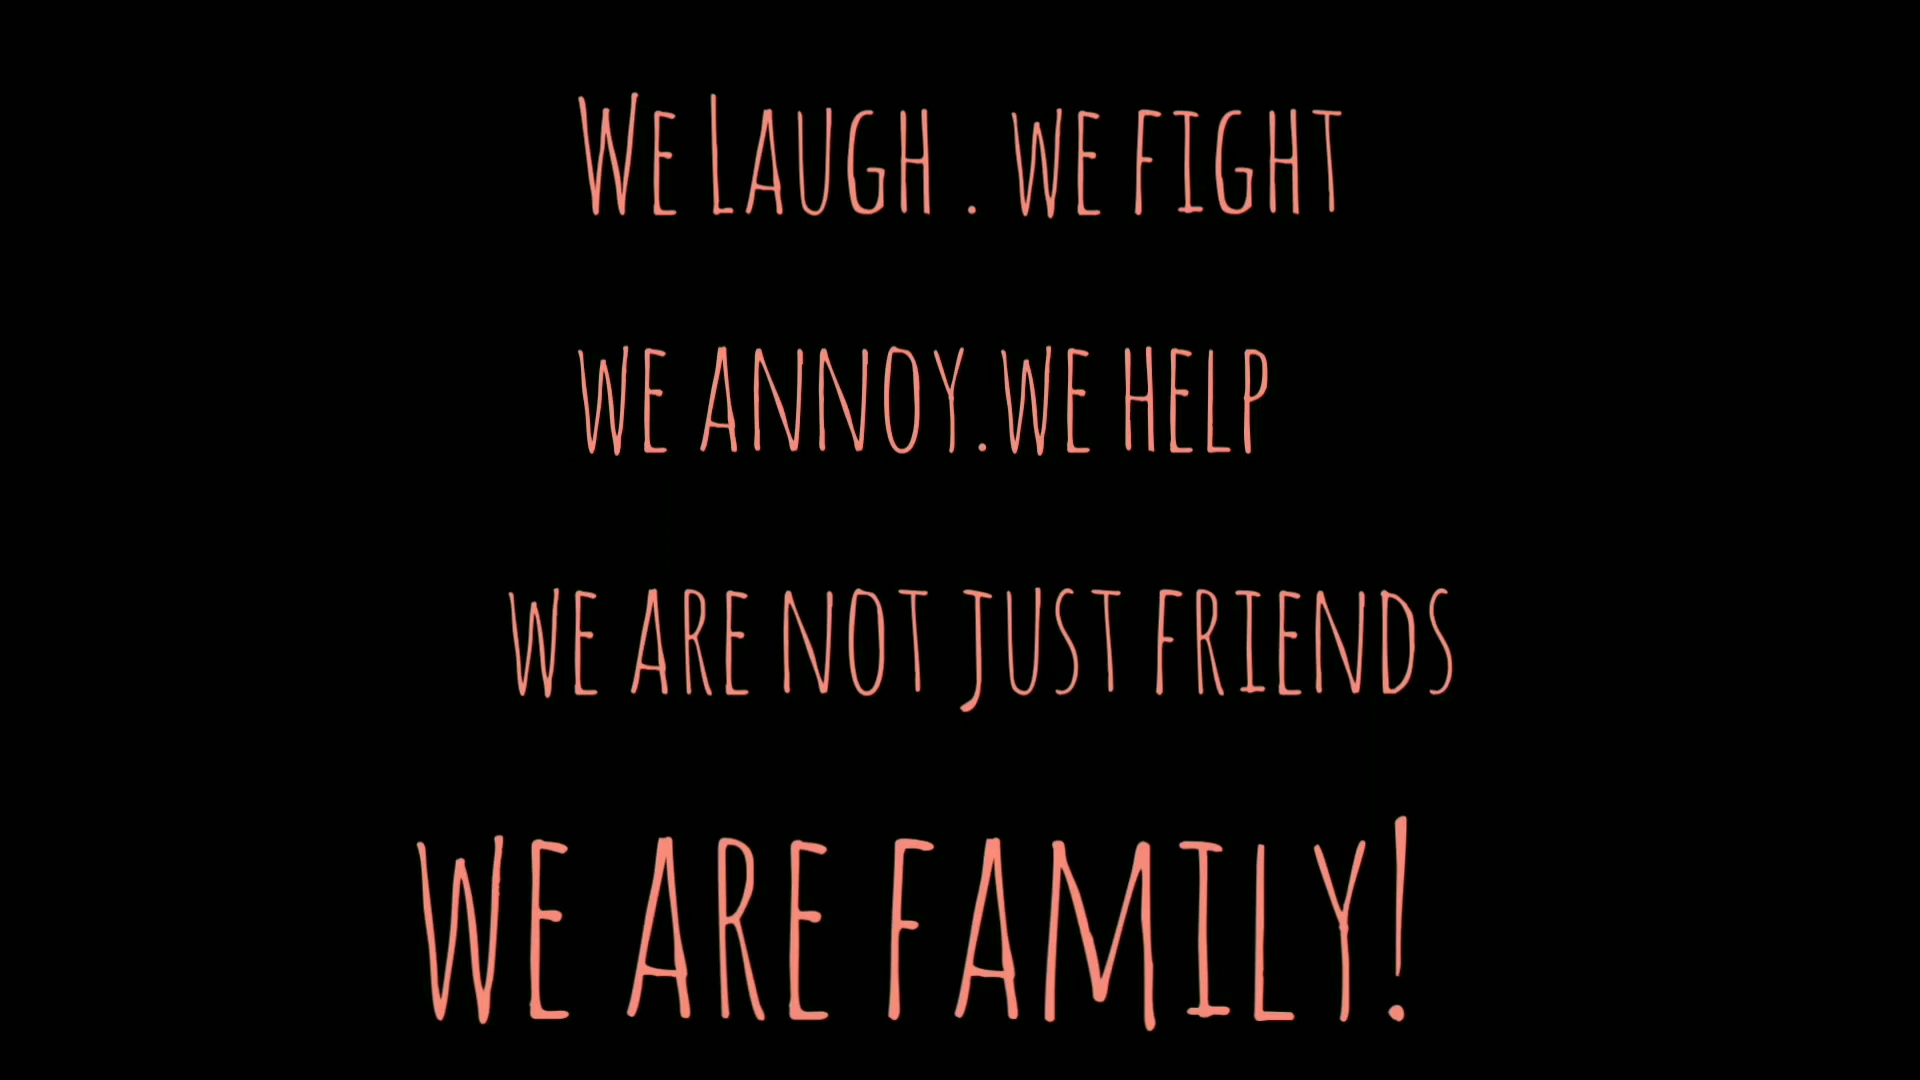 We Laugh . we fight
we annoy.we help
we are not just friends
we are family!